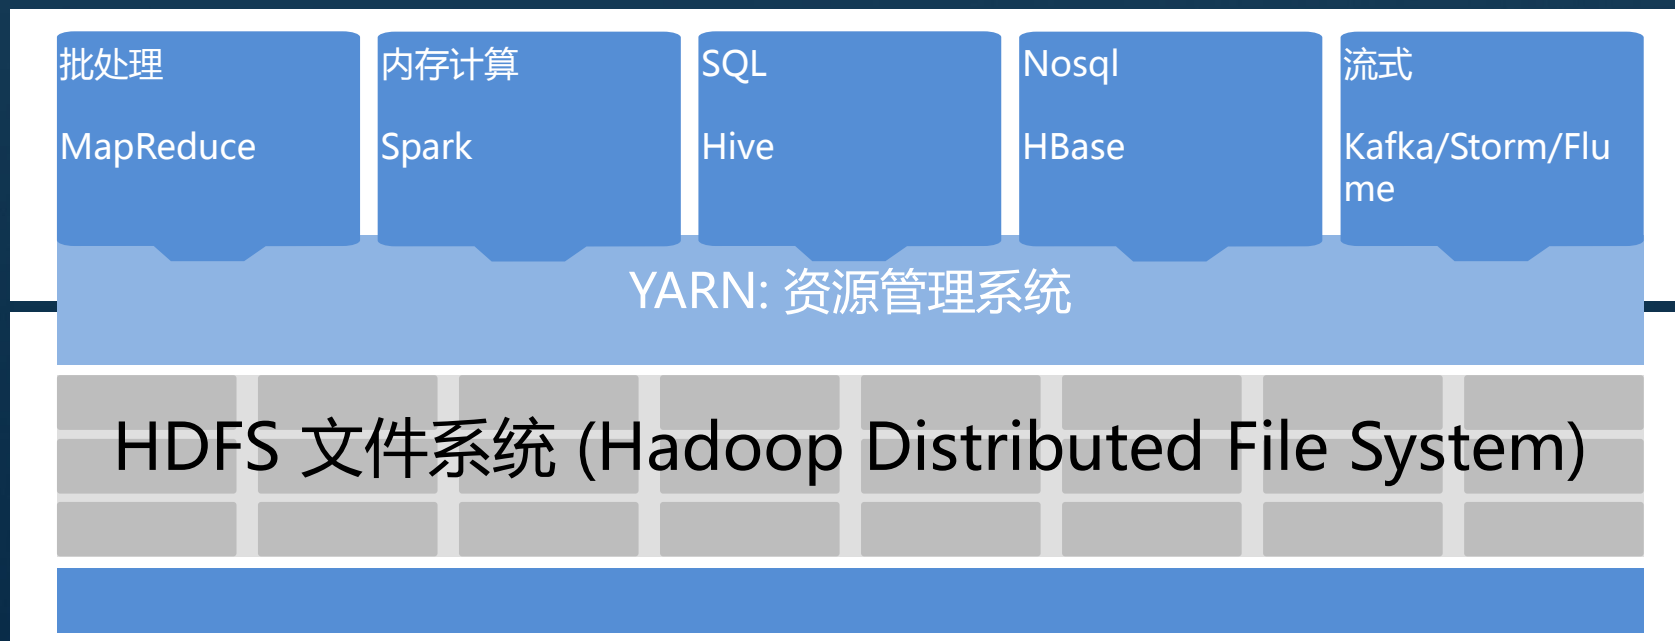 批处理
MapReduce
内存计算
Spark
SQL
Hive
Nosql
HBase
流式
Kafka/Storm/Flu
me
YARN: 资源管理系统
HDFS 文件系统 (Hadoop Distributed File System)